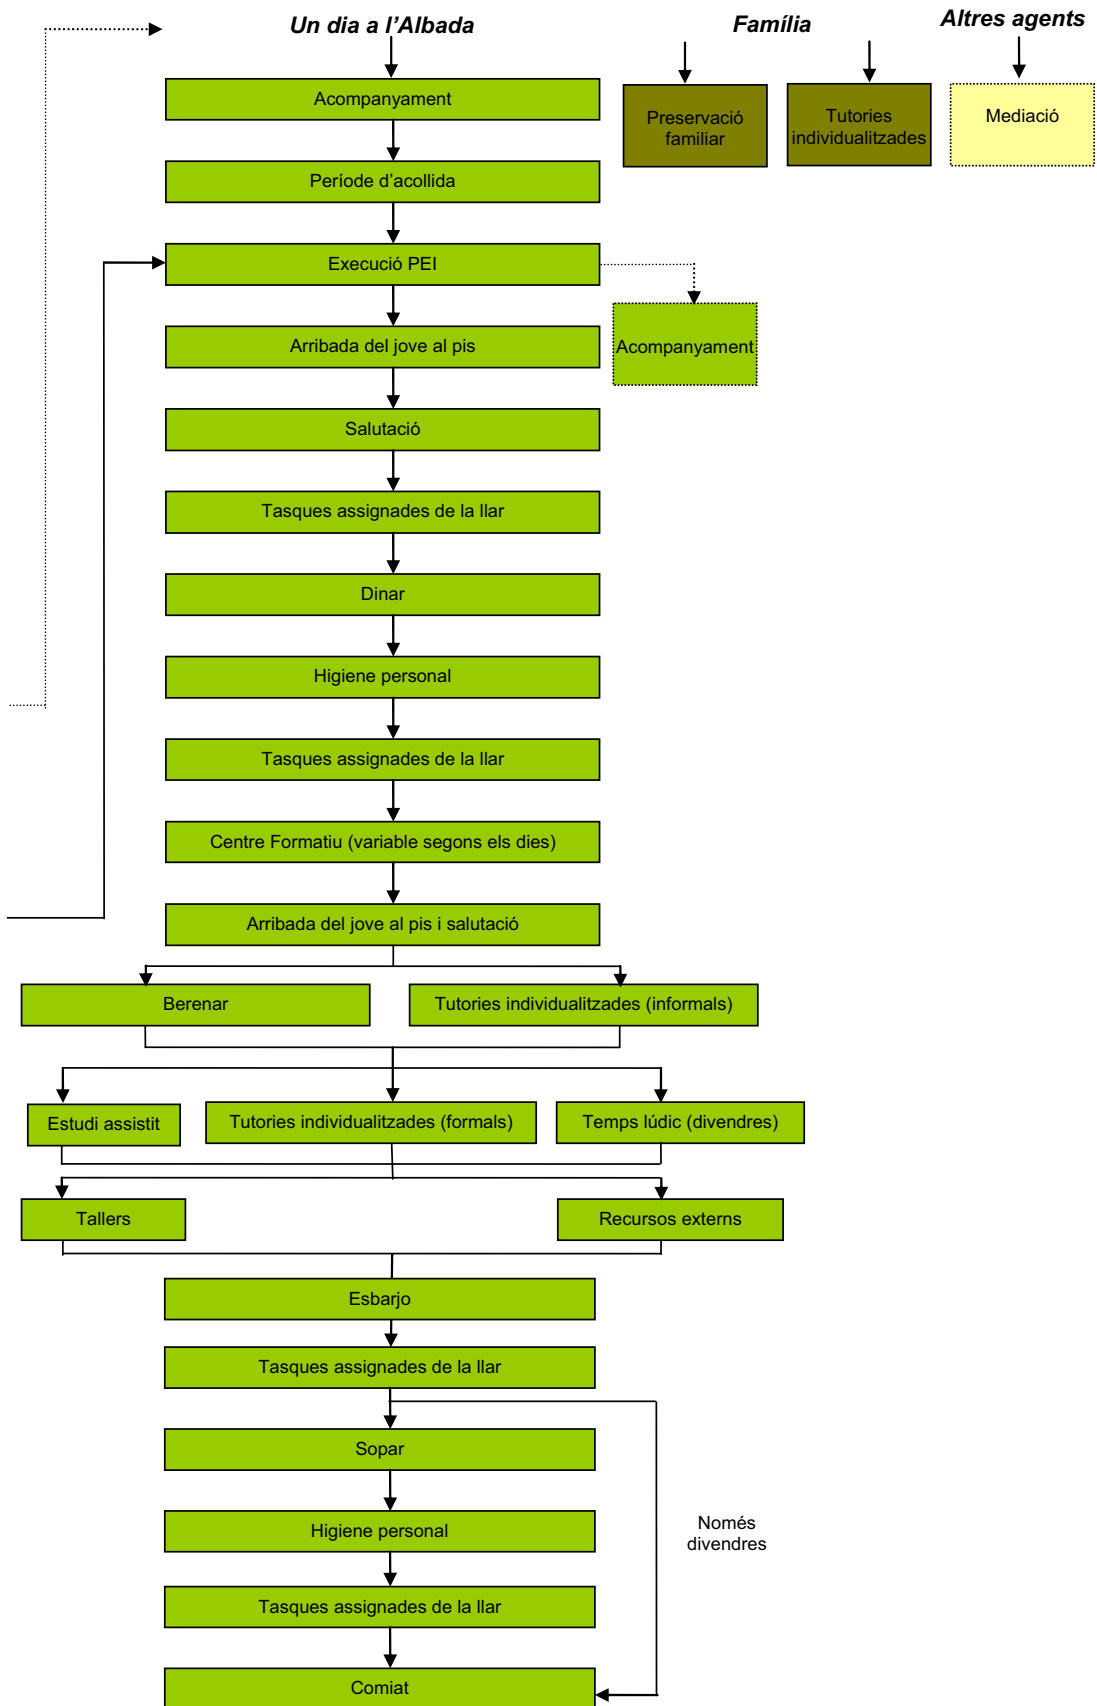 Un dia a l’Albada
Família
Altres agents
Acompanyament
Preservació
familiar
Tutories
individualitzades
Mediació
Període d’acollida
Execució PEI
Acompanyament
Arribada del jove al pis
Salutació
Tasques assignades de la llar
Dinar
Higiene personal
Tasques assignades de la llar
Centre Formatiu (variable segons els dies)
Arribada del jove al pis i salutació
Berenar
Tutories individualitzades (informals)
Estudi assistit
Tutories individualitzades (formals)
Temps lúdic (divendres)
Tallers
Recursos externs
Esbarjo
Tasques assignades de la llar
Sopar
Higiene personal
Només
divendres
Tasques assignades de la llar
Comiat